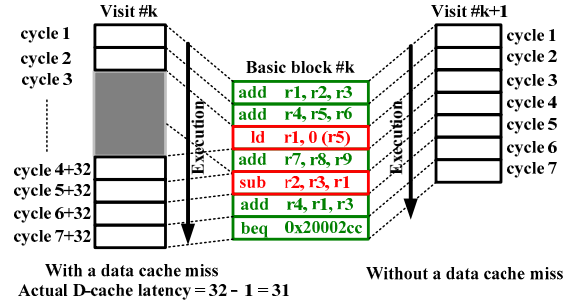 Visit #k
Visit #k+1
cycle 1
cycle 2
cycle 3
cycle 4+32
cycle 5+32
cycle 6+32
cycle 7+32
Execution
Basic block #k
add r1, r2, r3
add r4, r5, r6
ld r1, 0 (r5)
add r7, r8, r9
sub r2, r3, r1
add r4, r1, r3
beq 0x20002cc
Execution
cycle 1
cycle 2
cycle 3
cycle 4
cycle 5
cycle 6
cycle 7
With a data cache miss
Actual D-cache latency = 32 - 1 = 31
Without a data cache miss